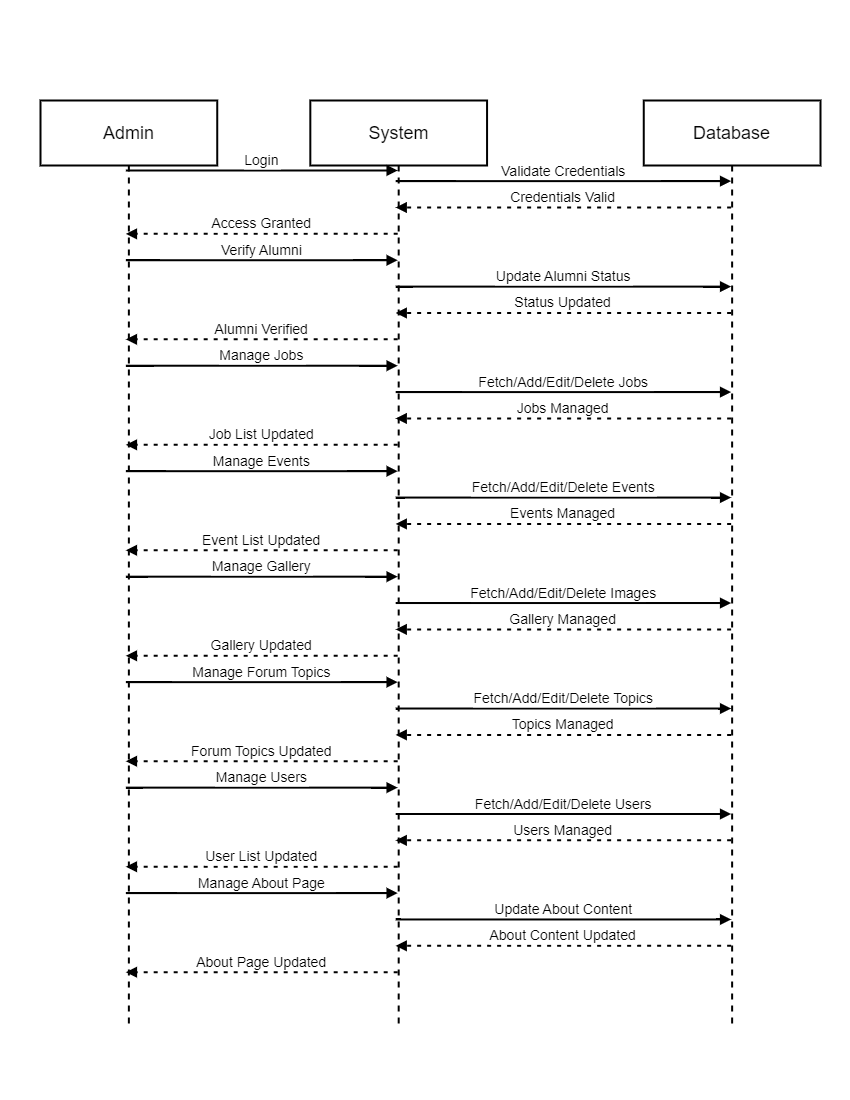 Admin
System
Database
Login
Validate Credentials
Credentials Valid
Access Granted
Verify Alumni
Update Alumni Status
Status Updated
Alumni Verified
Manage Jobs
Fetch/Add/Edit/Delete Jobs
Jobs Managed
Job List Updated
Manage Events
Fetch/Add/Edit/Delete Events
Events Managed
Event List Updated
Manage Gallery
Fetch/Add/Edit/Delete Images
Gallery Managed
Gallery Updated
Manage Forum Topics
Fetch/Add/Edit/Delete Topics
Topics Managed
Forum Topics Updated
Manage Users
Fetch/Add/Edit/Delete Users
Users Managed
User List Updated
Manage About Page
Update About Content
About Content Updated
About Page Updated